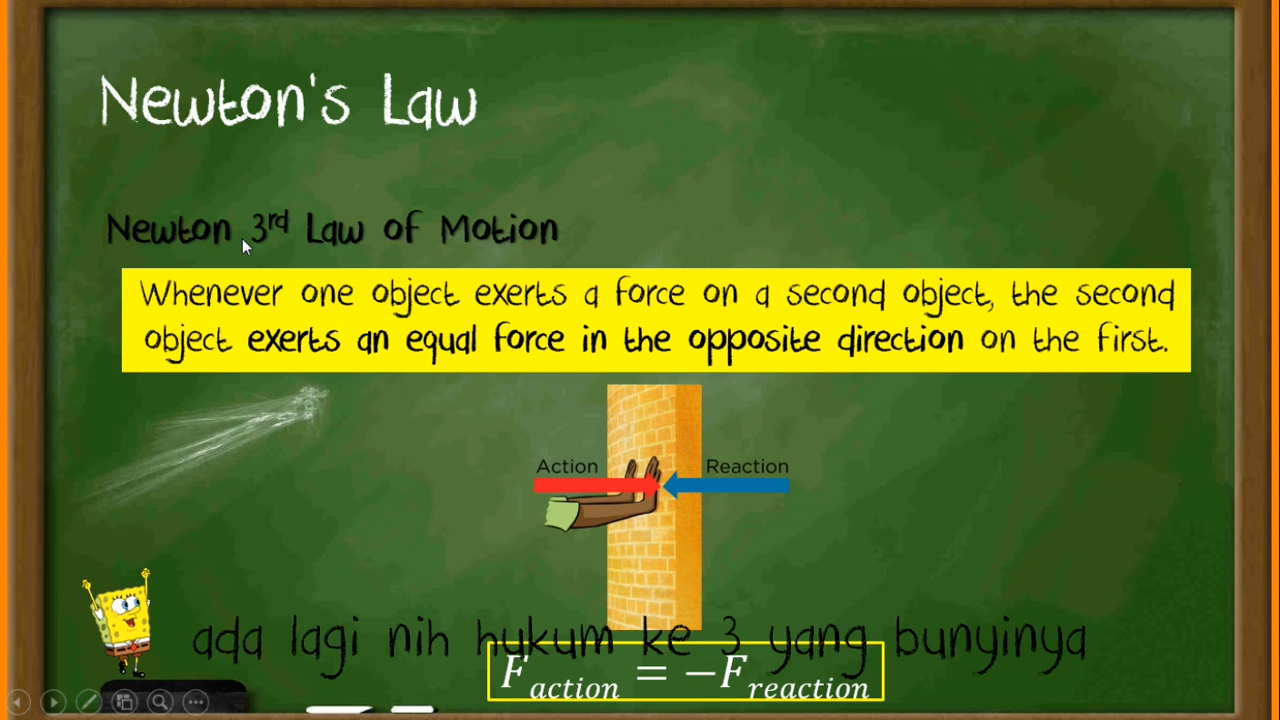 Newton's Law
Newton 3rd Law of Motion
Whenever one object exerts a force on a second object, the second
object exerts an equal force in the opposite direction on the first.
Action
Reaction
ada lagi nih hukum ke 3 yang bunyinya
F_action = −F_reaction